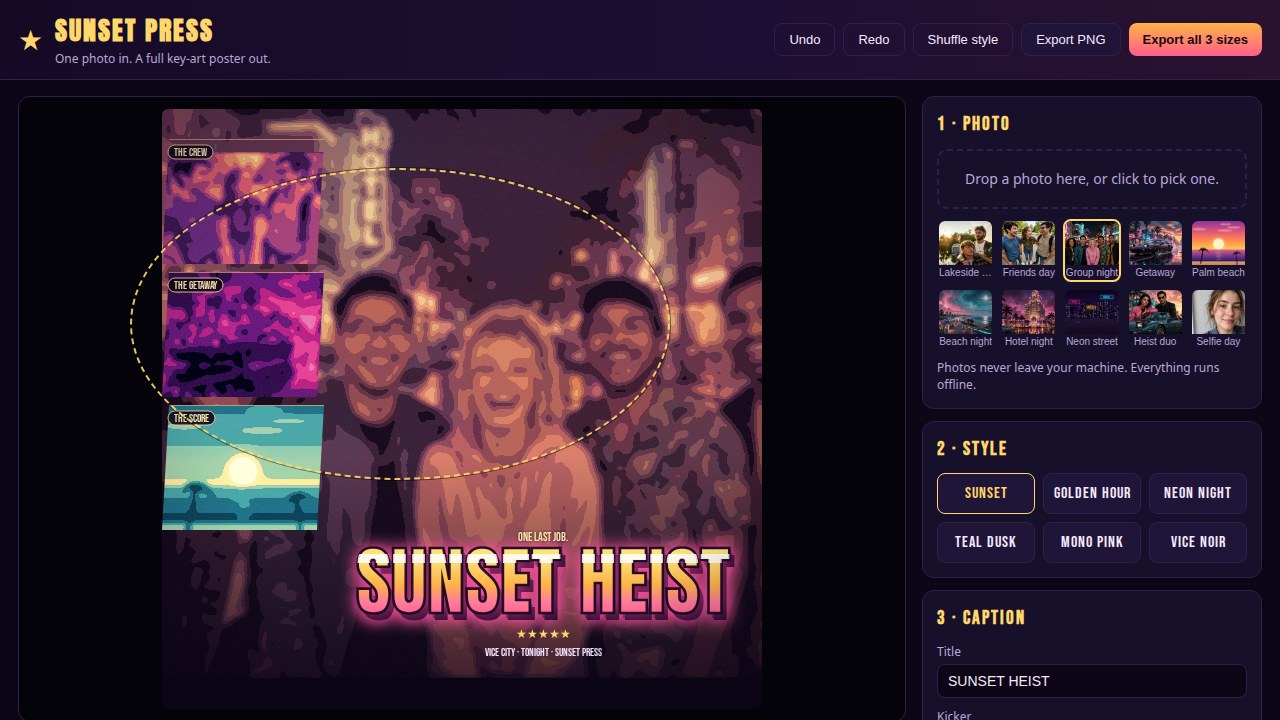 ★ SUNSET PRESS
One photo in. A full key-art poster out.
Undo
Redo
Shuffle style
Export PNG
Export all 3 sizes
THE CREW
THE GETAWAY
THE SCORE
ONE LAST JOB.
SUNSET HEIST
★★★★★
VICE CITY · TONIGHT · SUNSET PRESS
1 · PHOTO
Drop a photo here, or click to pick one.
Lakeside ...
Friends day
Group night
Getaway
Palm beach
Beach night
Hotel night
Neon street
Heist duo
Selfie day
Photos never leave your machine. Everything runs
offline.
2 · STYLE
SUNSET
GOLDEN HOUR
NEON NIGHT
TEAL DUSK
MONO PINK
VICE NOIR
3 · CAPTION
Title
SUNSET HEIST
Kicker